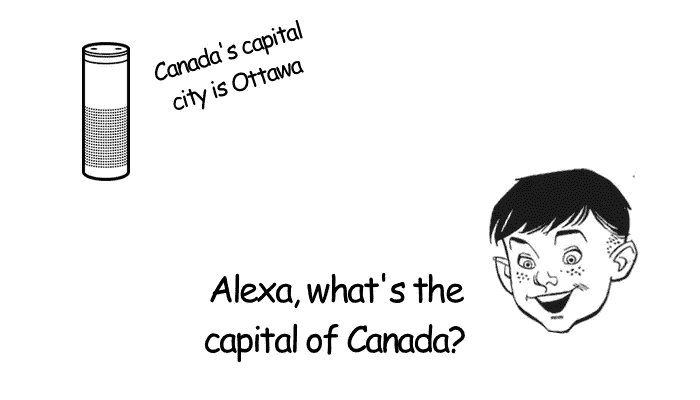 Canada's capital
city is Ottawa
Alexa, what's the
capital of Canada?